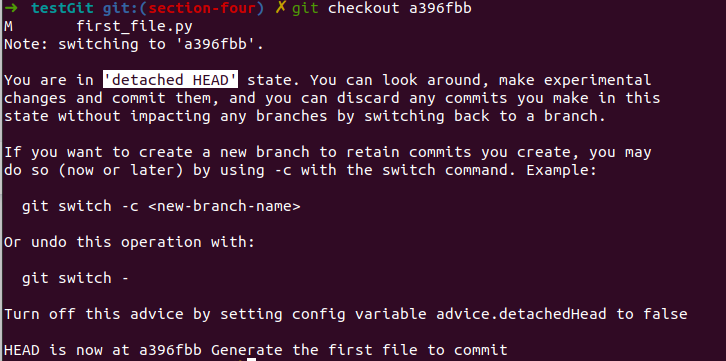 ➜ testGit git:(section-four) ✗ git checkout a396fbb
M first_file.py
Note: switching to 'a396fbb'.
You are in 'detached HEAD' state. You can look around, make experimental
changes and commit them, and you can discard any commits you make in this
state without impacting any branches by switching back to a branch.
If you want to create a new branch to retain commits you create, you may
do so (now or later) by using -c with the switch command. Example:
git switch -c <new-branch-name>
Or undo this operation with:
git switch -
Turn off this advice by setting config variable advice.detachedHead to false
HEAD is now at a396fbb Generate the first file to commit